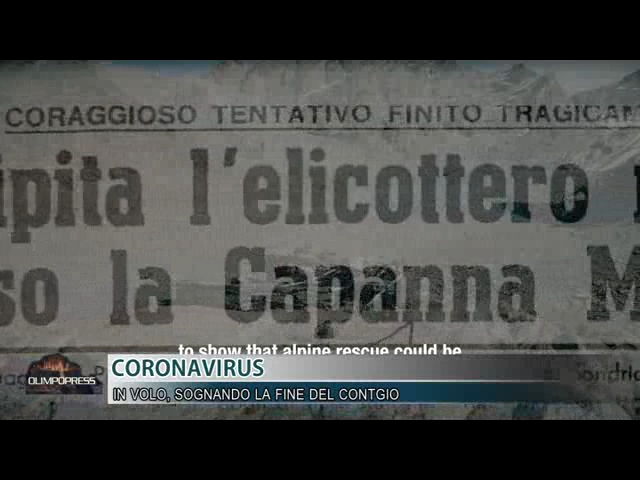 CORAGGIOSO TENTATIVO FINITO TRAGICAM
ipita l'elicottero
so la Capanna M
to show that alpine rescue could be
CORONAVIRUS
OLIMPOPRESS
IN VOLO, SOGNANDO LA FINE DEL CONTGIO